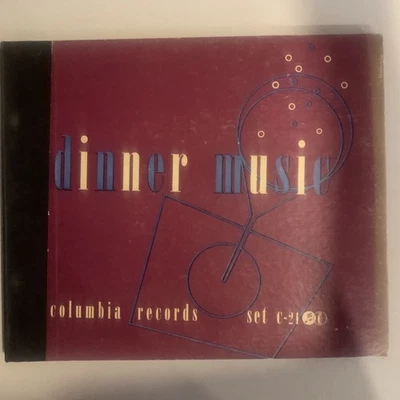 dinner music
columbia records set C-21